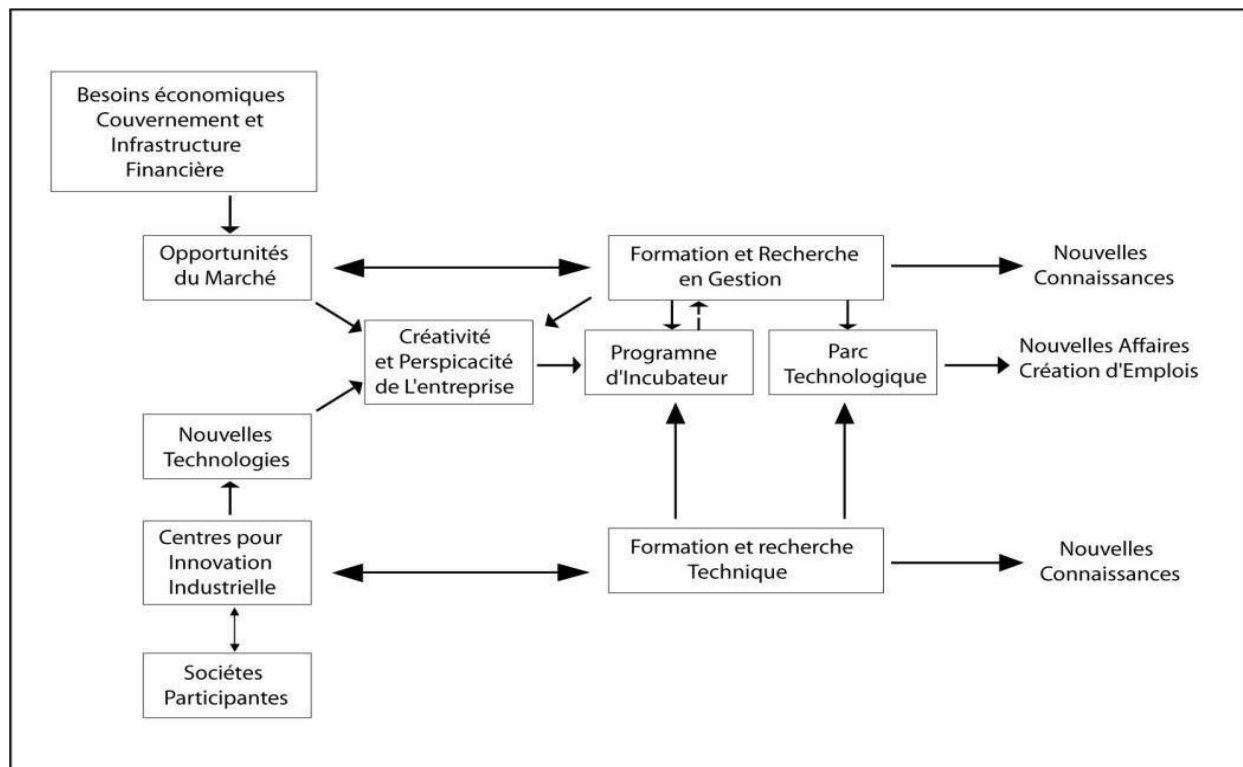 Besoins économiques
Couvernement et
Infrastructure
Financière
Opportunités
du Marché
Formation et Recherche
en Gestion
Nouvelles
Connaissances
Créativité
et Perspicacité
de L'entreprise
Programne
d'Incubateur
Parc
Technologique
Nouvelles Affaires
Création d'Emplois
Nouvelles
Technologies
Centres pour
Innovation
Industrielle
Formation et recherche
Technique
Nouvelles
Connaissances
Sociétes
Participantes